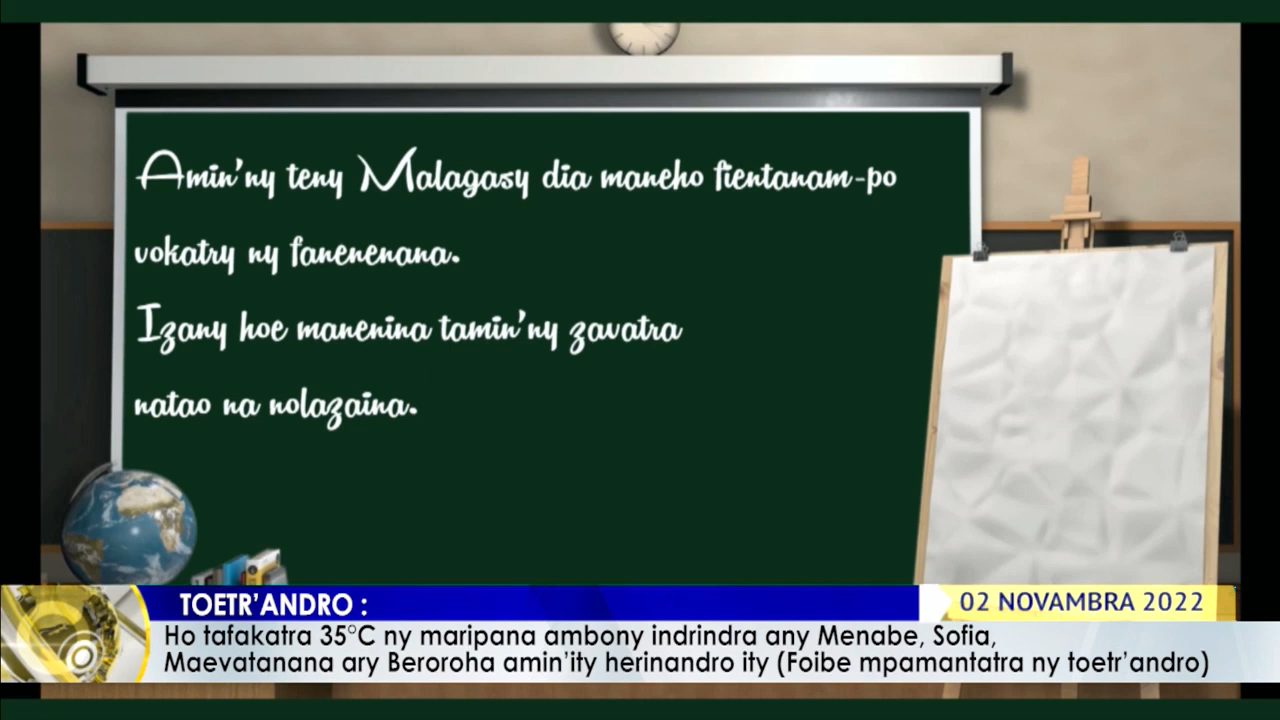 Amin'ny teny Malagasy dia maneho fientanam-po
vokatry ny fanenenana.
Izany hoe manenina tamin'ny zavatra
natao na nolazaina.
TOETR'ANDRO :
02 NOVAMBRA 2022
Ho tafakatra 35°C ny maripana ambony indrindra any Menabe, Sofia,
Maevatanana ary Beroroha amin'ity herinandro ity (Foibe mpamantatra ny toetr'andro)